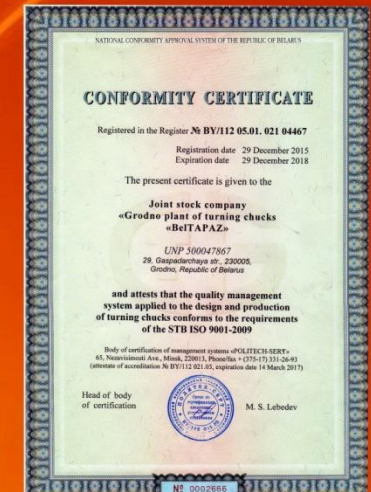 NATIONAL CONFORMITY APPROVAL SYSTEM OF THE REPUBLIC OF BELARUS
CONFORMITY CERTIFICATE
Registered in the Register № BY/112 05.01. 021 04467
Registration date 29 December 2015
Expiration date 29 December 2018
The present certificate is given to the
Joint stock company
«Grodno plant of turning chucks
«BelTAPAZ»
UNP 500047867
29, Gaspadarchaya str., 230005,
Grodno, Republic of Belarus
and attests that the quality management
system applied to the design and production
of turning chucks conforms to the requirements
of the STB ISO 9001-2009
Body of certification of management systems «POLITECH-SERT»
65, Nezavisimosti Ave., Minsk, 220013, Phone/fax + (375-17) 331-26-93
(attestate of accreditation № BY/112 021.03, expiration date 14 March 2017)
Head of body
of certification
M. S. Lebedev
№ 0002666